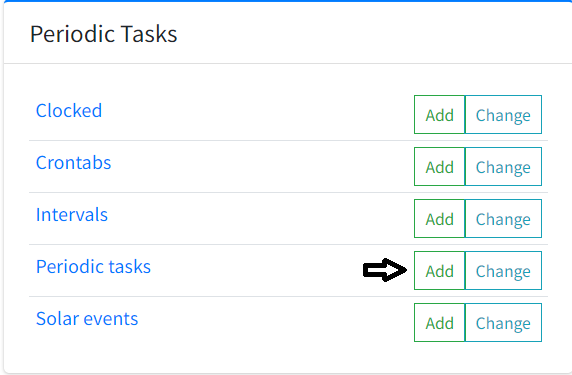 Periodic Tasks
Clocked Add Change
Crontabs Add Change
Intervals Add Change
Periodic tasks Add Change
Solar events Add Change